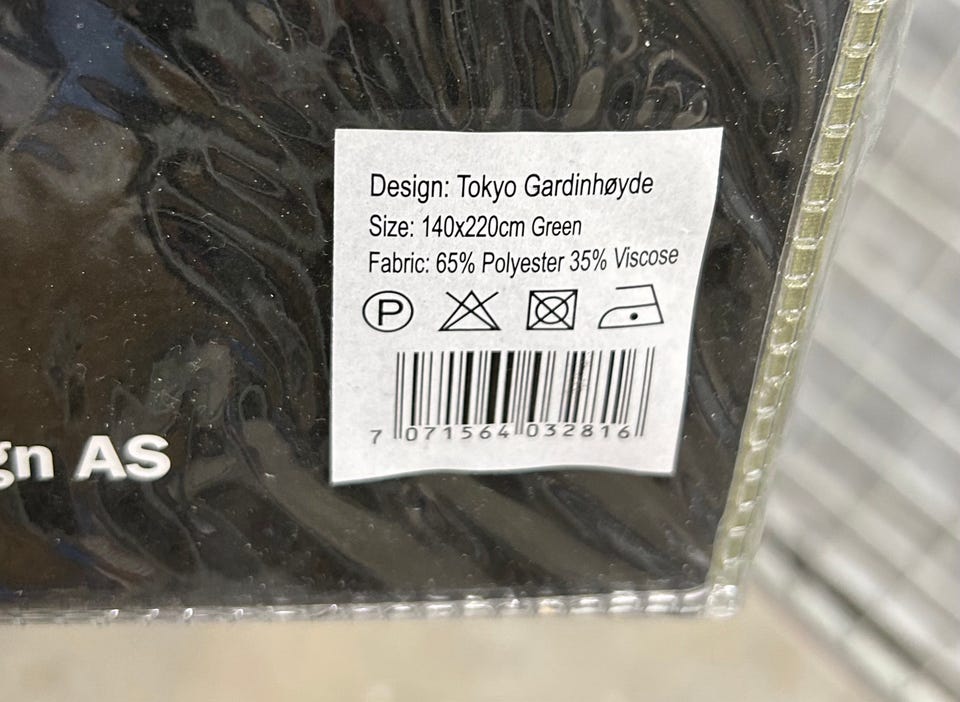 Design: Tokyo Gardinhøyde
Size: 140x220cm Green
Fabric: 65% Polyester 35% Viscose
P
7 071564 032816
gn AS